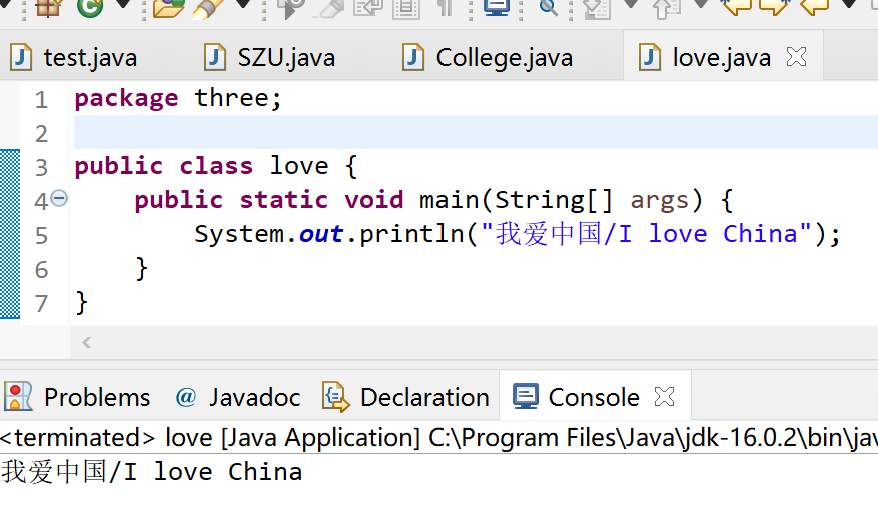 test.java SZU.java College.java love.java
1 package three;
2
3 public class love {
4 public static void main(String[] args) {
5 System.out.println("我爱中国/I love China");
6 }
7 }
Problems @ Javadoc Declaration Console
<terminated> love [Java Application] C:\Program Files\Java\jdk-16.0.2\bin\jav
我爱中国/I love China